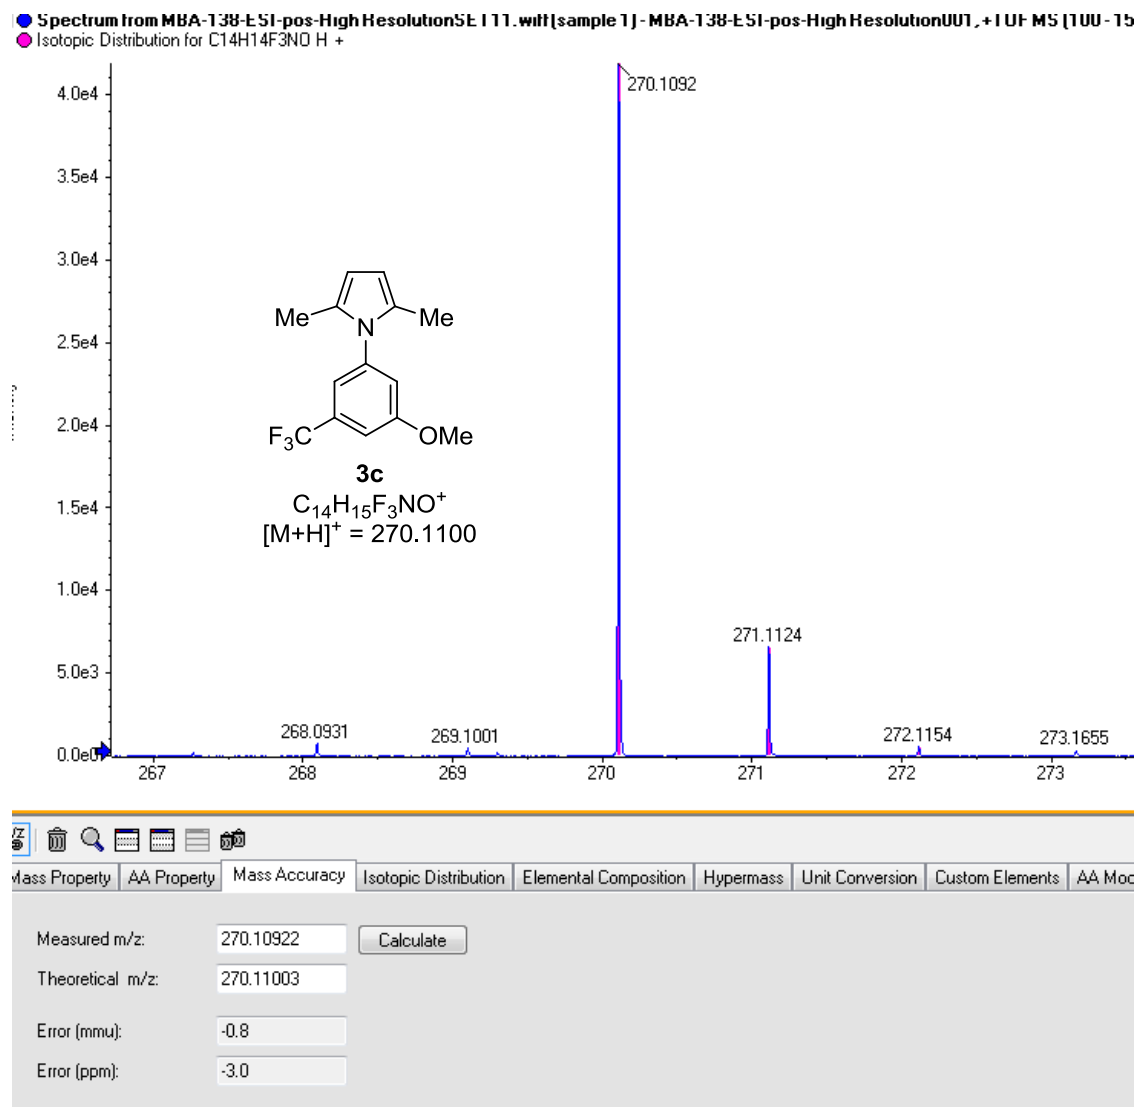 Spectrum from MBA-138-ESI-pos-High ResolutionSET11.wiff (sample 1) - MBA-138-ESI-pos-High Resolution001, +TOF MS (100 - 15
Isotopic Distribution for C14H14F3NO H +
270.1092
4.0e4
3.5e4
3.0e4
2.5e4
2.0e4
1.5e4
1.0e4
5.0e3
0.0e0
Me N Me
F₃C OMe
3c
C₁₄H₁₅F₃NO⁺
[M+H]⁺ = 270.1100
271.1124
268.0931
269.1001
272.1154
273.1655
267 268 269 270 271 272 273
Mass Property AA Property Mass Accuracy Isotopic Distribution Elemental Composition Hypermass Unit Conversion Custom Elements AA Moc
Measured m/z: 270.10922 Calculate
Theoretical m/z: 270.11003
Error (mmu): -0.8
Error (ppm): -3.0